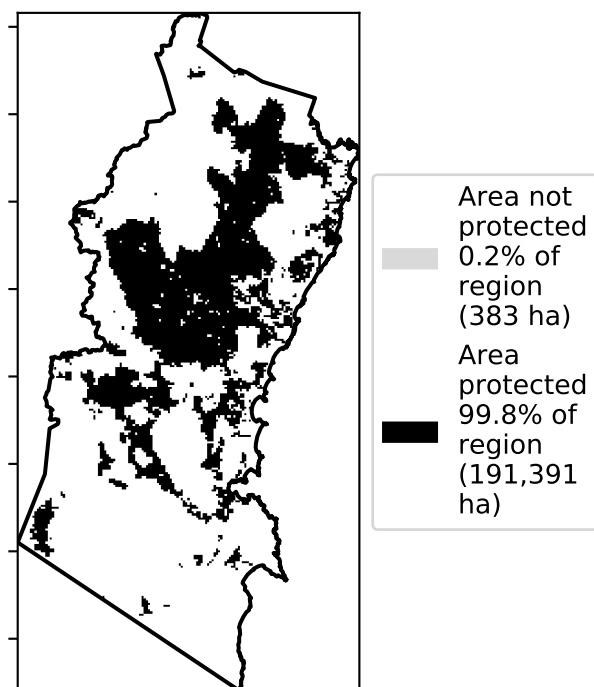 Area not
protected
0.2% of
region
(383 ha)
Area
protected
99.8% of
region
(191,391
ha)